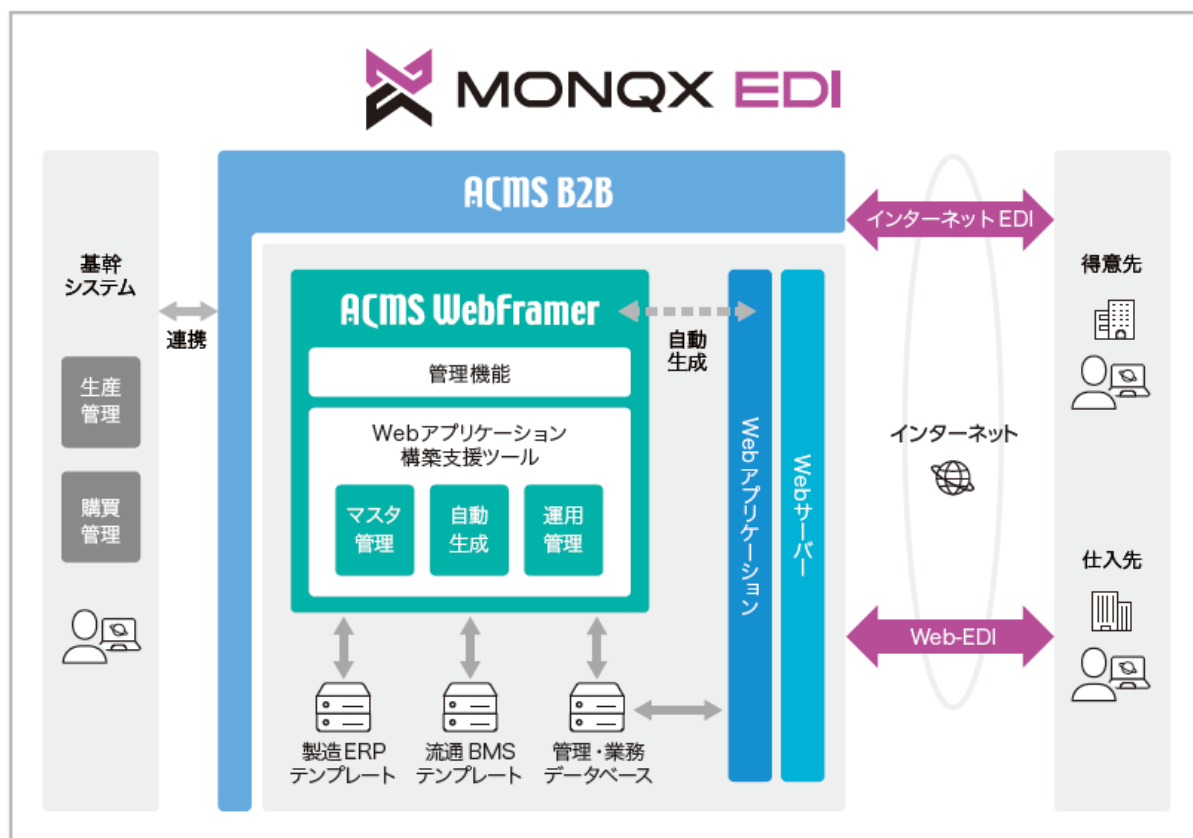 MONQX EDI
基幹
システム
連携
生産
管理
購買
管理
ACMS B2B
ACMS WebFramer
管理機能
Webアプリケーション
構築支援ツール
マスタ
管理
自動
生成
運用
管理
自動
生成
製造ERP
テンプレート
流通BMS
テンプレート
管理・業務
データベース
Webアプリケーション
Webサーバー
インターネットEDI
インターネット
Web-EDI
得意先
仕入先